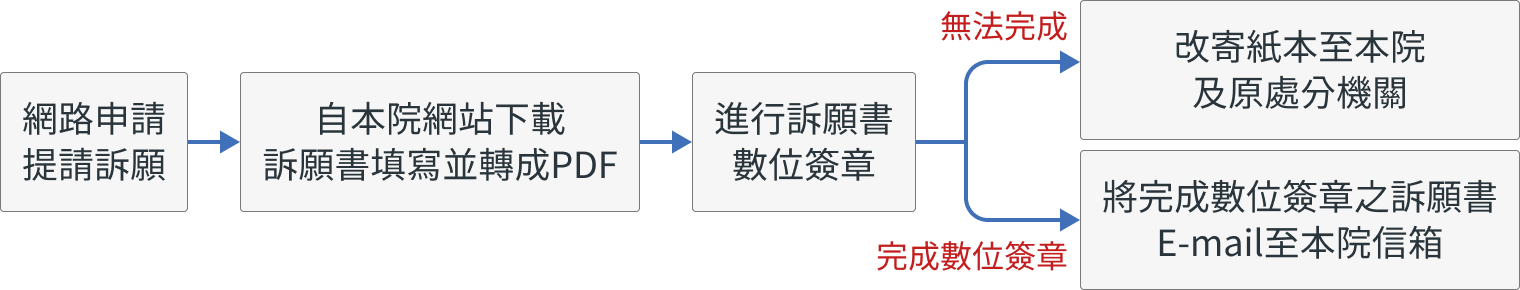 網路申請
提請訴願
自本院網站下載
訴願書填寫並轉成PDF
進行訴願書
數位簽章
無法完成
改寄紙本至本院
及原處分機關
完成數位簽章
將完成數位簽章之訴願書
E-mail至本院信箱